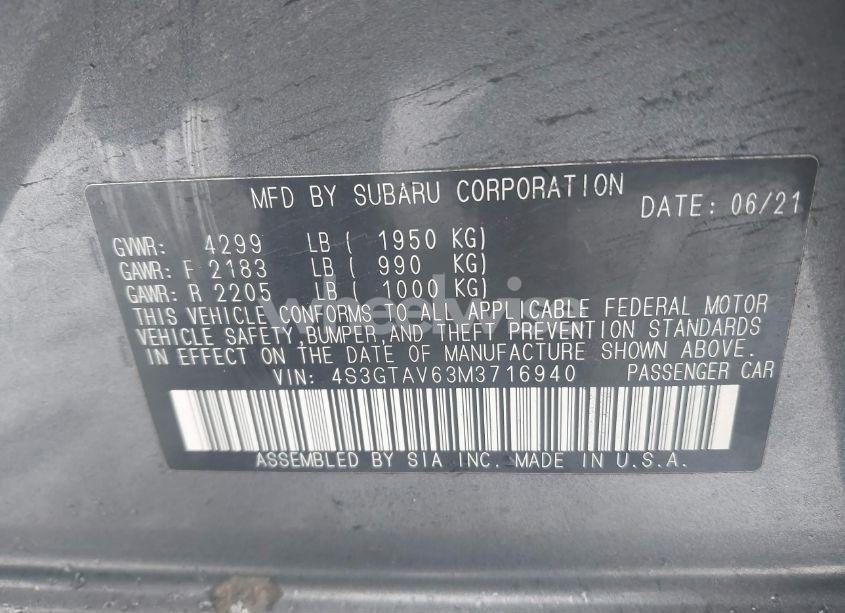 MFD BY SUBARU CORPORATION DATE: 06/21
GVWR: 4299 LB ( 1950 KG)
GAWR: F 2183 LB ( 990 KG)
GAWR: R 2205 LB ( 1000 KG)
THIS VEHICLE CONFORMS TO ALL APPLICABLE FEDERAL MOTOR
VEHICLE SAFETY, BUMPER, AND THEFT PREVENTION STANDARDS
IN EFFECT ON THE DATE OF MANUFACTURE SHOWN ABOVE.
VIN: 4S3GTAV63M3716940 PASSENGER CAR
ASSEMBLED BY SIA INC. MADE IN U.S.A.